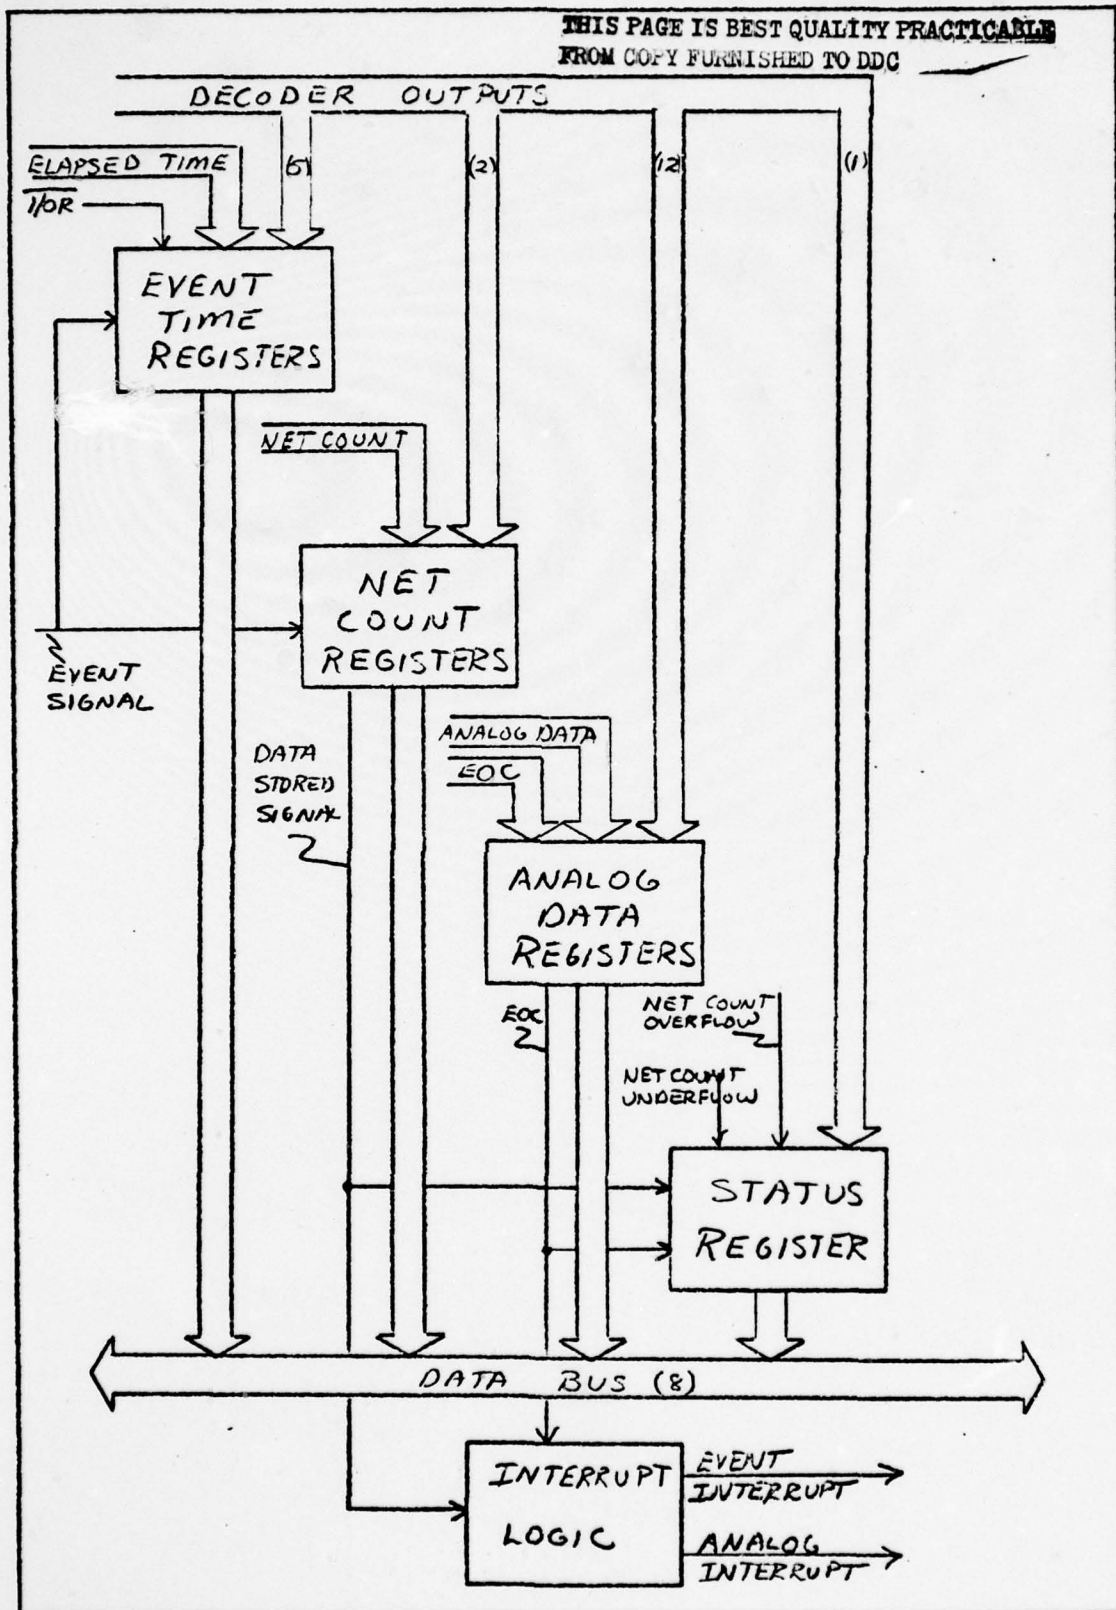 THIS PAGE IS BEST QUALITY PRACTICABLE
FROM COPY FURNISHED TO DDC
DECODER OUTPUTS
ELAPSED TIME
(5)
(2)
(12)
(1)
I/OR
EVENT
TIME
REGISTERS
NET COUNT
NET
COUNT
REGISTERS
EVENT
SIGNAL
ANALOG DATA
EOC
DATA
STORED
SIGNAL
ANALOG
DATA
REGISTERS
EOC
NET COUNT
OVERFLOW
NET COUNT
UNDERFLOW
STATUS
REGISTER
DATA BUS (8)
INTERRUPT
LOGIC
EVENT
INTERRUPT
ANALOG
INTERRUPT